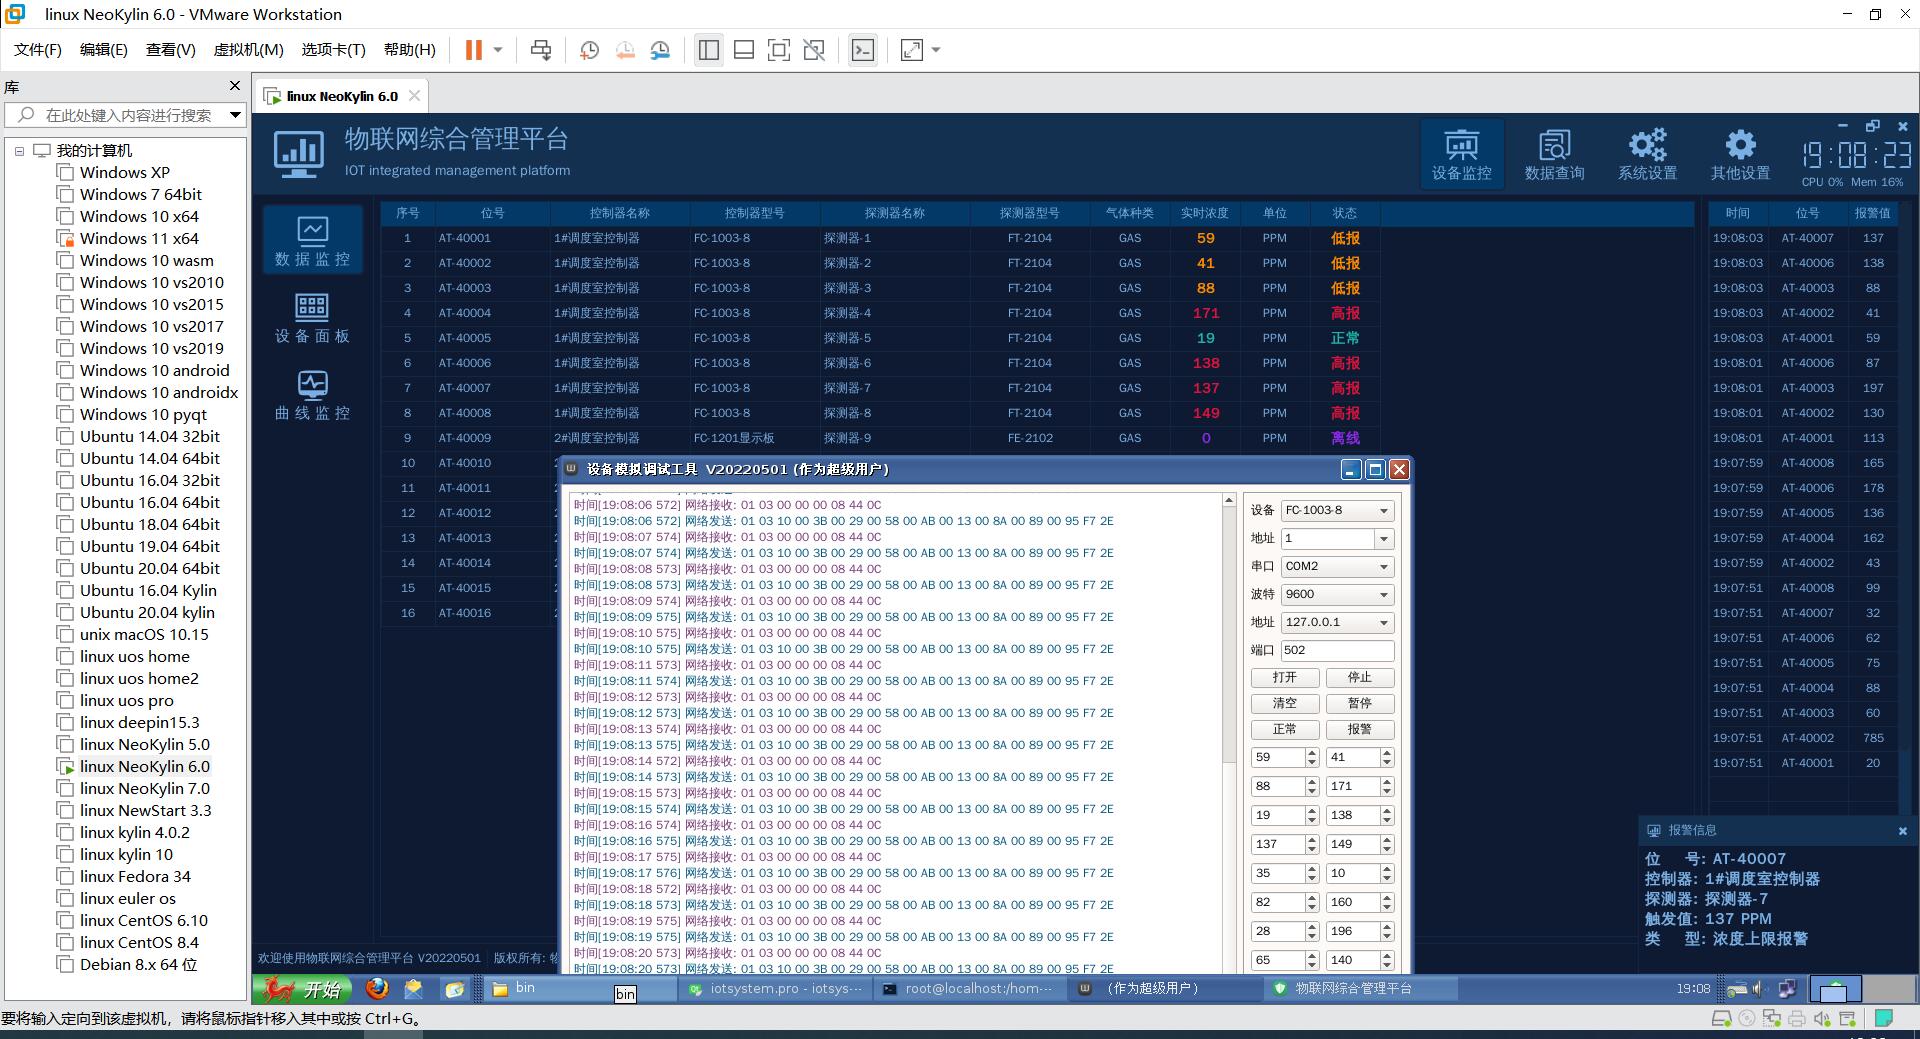 linux NeoKylin 6.0 - VMware Workstation
文件(F) 编辑(E) 查看(V) 虚拟机(M) 选项卡(T) 帮助(H)
库
在此处键入内容进行搜索
我的计算机
Windows XP
Windows 7 64bit
Windows 10 x64
Windows 11 x64
Windows 10 wasm
Windows 10 vs2010
Windows 10 vs2015
Windows 10 vs2017
Windows 10 vs2019
Windows 10 android
Windows 10 androidx
Windows 10 pyqt
Ubuntu 14.04 32bit
Ubuntu 14.04 64bit
Ubuntu 16.04 32bit
Ubuntu 16.04 64bit
Ubuntu 18.04 64bit
Ubuntu 19.04 64bit
Ubuntu 20.04 64bit
Ubuntu 16.04 Kylin
Ubuntu 20.04 kylin
unix macOS 10.15
linux uos home
linux uos home2
linux uos pro
linux deepin15.3
linux NeoKylin 5.0
linux NeoKylin 6.0
linux NeoKylin 7.0
linux NewStart 3.3
linux kylin 4.0.2
linux kylin 10
linux Fedora 34
linux euler os
linux CentOS 6.10
linux CentOS 8.4
Debian 8.x 64 位
linux NeoKylin 6.0
物联网综合管理平台
IOT integrated management platform
设备监控 数据查询 系统设置 其他设置
19:08:23
CPU 0% Mem 16%
数据监控
设备面板
曲线监控
序号 位号 控制器名称 控制器型号 探测器名称 探测器型号 气体种类 实时浓度 单位 状态
1 AT-40001 1#调度室控制器 FC-1003-8 探测器-1 FT-2104 GAS 59 PPM 低报
2 AT-40002 1#调度室控制器 FC-1003-8 探测器-2 FT-2104 GAS 41 PPM 低报
3 AT-40003 1#调度室控制器 FC-1003-8 探测器-3 FT-2104 GAS 88 PPM 低报
4 AT-40004 1#调度室控制器 FC-1003-8 探测器-4 FT-2104 GAS 171 PPM 高报
5 AT-40005 1#调度室控制器 FC-1003-8 探测器-5 FT-2104 GAS 19 PPM 正常
6 AT-40006 1#调度室控制器 FC-1003-8 探测器-6 FT-2104 GAS 138 PPM 高报
7 AT-40007 1#调度室控制器 FC-1003-8 探测器-7 FT-2104 GAS 137 PPM 高报
8 AT-40008 1#调度室控制器 FC-1003-8 探测器-8 FT-2104 GAS 149 PPM 高报
9 AT-40009 2#调度室控制器 FC-1201显示板 探测器-9 FE-2102 GAS 0 PPM 离线
10 AT-40010
11 AT-40011
12 AT-40012
13 AT-40013
14 AT-40014
15 AT-40015
16 AT-40016
时间 位号 报警值
19:08:03 AT-40007 137
19:08:03 AT-40006 138
19:08:03 AT-40003 88
19:08:03 AT-40002 41
19:08:03 AT-40001 59
19:08:01 AT-40006 87
19:08:01 AT-40003 197
19:08:01 AT-40002 130
19:08:01 AT-40001 113
19:07:59 AT-40008 165
19:07:59 AT-40006 178
19:07:59 AT-40005 136
19:07:59 AT-40004 162
19:07:59 AT-40002 43
19:07:51 AT-40008 99
19:07:51 AT-40007 32
19:07:51 AT-40006 62
19:07:51 AT-40005 75
19:07:51 AT-40004 88
19:07:51 AT-40003 60
19:07:51 AT-40002 785
19:07:51 AT-40001 20
设备模拟调试工具 V20220501 (作为超级用户)
时间[19:08:06 572] 网络接收: 01 03 00 00 00 08 44 0C
时间[19:08:06 572] 网络发送: 01 03 10 00 3B 00 29 00 58 00 AB 00 13 00 8A 00 89 00 95 F7 2E
时间[19:08:07 574] 网络接收: 01 03 00 00 00 08 44 0C
时间[19:08:07 574] 网络发送: 01 03 10 00 3B 00 29 00 58 00 AB 00 13 00 8A 00 89 00 95 F7 2E
时间[19:08:08 573] 网络接收: 01 03 00 00 00 08 44 0C
时间[19:08:08 573] 网络发送: 01 03 10 00 3B 00 29 00 58 00 AB 00 13 00 8A 00 89 00 95 F7 2E
时间[19:08:09 574] 网络接收: 01 03 00 00 00 08 44 0C
时间[19:08:09 575] 网络发送: 01 03 10 00 3B 00 29 00 58 00 AB 00 13 00 8A 00 89 00 95 F7 2E
时间[19:08:10 575] 网络接收: 01 03 00 00 00 08 44 0C
时间[19:08:10 575] 网络发送: 01 03 10 00 3B 00 29 00 58 00 AB 00 13 00 8A 00 89 00 95 F7 2E
时间[19:08:11 573] 网络接收: 01 03 00 00 00 08 44 0C
时间[19:08:11 574] 网络发送: 01 03 10 00 3B 00 29 00 58 00 AB 00 13 00 8A 00 89 00 95 F7 2E
时间[19:08:12 573] 网络接收: 01 03 00 00 00 08 44 0C
时间[19:08:12 573] 网络发送: 01 03 10 00 3B 00 29 00 58 00 AB 00 13 00 8A 00 89 00 95 F7 2E
时间[19:08:13 574] 网络接收: 01 03 00 00 00 08 44 0C
时间[19:08:13 575] 网络发送: 01 03 10 00 3B 00 29 00 58 00 AB 00 13 00 8A 00 89 00 95 F7 2E
时间[19:08:14 572] 网络接收: 01 03 00 00 00 08 44 0C
时间[19:08:14 573] 网络发送: 01 03 10 00 3B 00 29 00 58 00 AB 00 13 00 8A 00 89 00 95 F7 2E
时间[19:08:15 573] 网络接收: 01 03 00 00 00 08 44 0C
时间[19:08:15 574] 网络发送: 01 03 10 00 3B 00 29 00 58 00 AB 00 13 00 8A 00 89 00 95 F7 2E
时间[19:08:16 574] 网络接收: 01 03 00 00 00 08 44 0C
时间[19:08:16 575] 网络发送: 01 03 10 00 3B 00 29 00 58 00 AB 00 13 00 8A 00 89 00 95 F7 2E
时间[19:08:17 575] 网络接收: 01 03 00 00 00 08 44 0C
时间[19:08:17 576] 网络发送: 01 03 10 00 3B 00 29 00 58 00 AB 00 13 00 8A 00 89 00 95 F7 2E
时间[19:08:18 572] 网络接收: 01 03 00 00 00 08 44 0C
时间[19:08:18 573] 网络发送: 01 03 10 00 3B 00 29 00 58 00 AB 00 13 00 8A 00 89 00 95 F7 2E
时间[19:08:19 575] 网络接收: 01 03 00 00 00 08 44 0C
时间[19:08:19 575] 网络发送: 01 03 10 00 3B 00 29 00 58 00 AB 00 13 00 8A 00 89 00 95 F7 2E
时间[19:08:20 573] 网络接收: 01 03 00 00 00 08 44 0C
时间[19:08:20 573] 网络发送: 01 03 10 00 3B 00 29 00 58 00 AB 00 13 00 8A 00 89 00 95 F7 2E
设备 FC-1003-8
地址 1
串口 COM2
波特 9600
地址 127.0.0.1
端口 502
打开 停止
清空 暂停
正常 报警
59 41
88 171
19 138
137 149
35 10
82 160
28 196
65 140
报警信息
位 号: AT-40007
控制器: 1#调度室控制器
探测器: 探测器-7
触发值: 137 PPM
类 型: 浓度上限报警
欢迎使用物联网综合管理平台 V20220501 版权所有:
开始 bin iotsystem.pro - iotsys··· root@localhost:/hom··· (作为超级用户) 物联网综合管理平台 19:08
bin
要将输入定向到该虚拟机，请将鼠标指针移入其中或按 Ctrl+G。